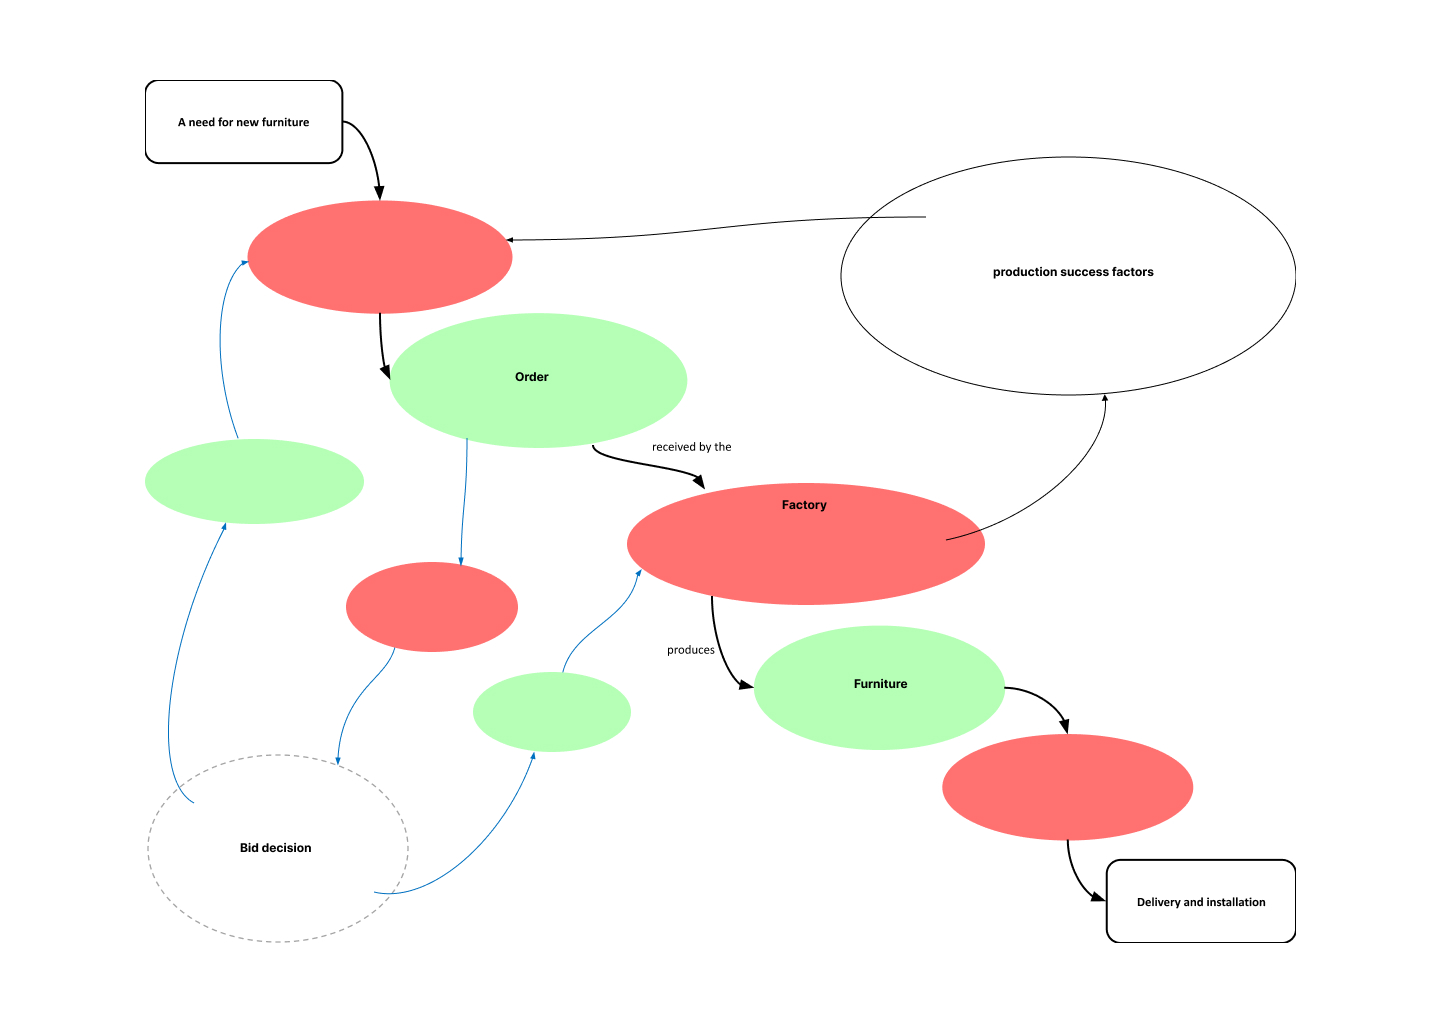 A need for new furniture
production success factors
Order
received by the
Factory
produces
Furniture
Bid decision
Delivery and installation